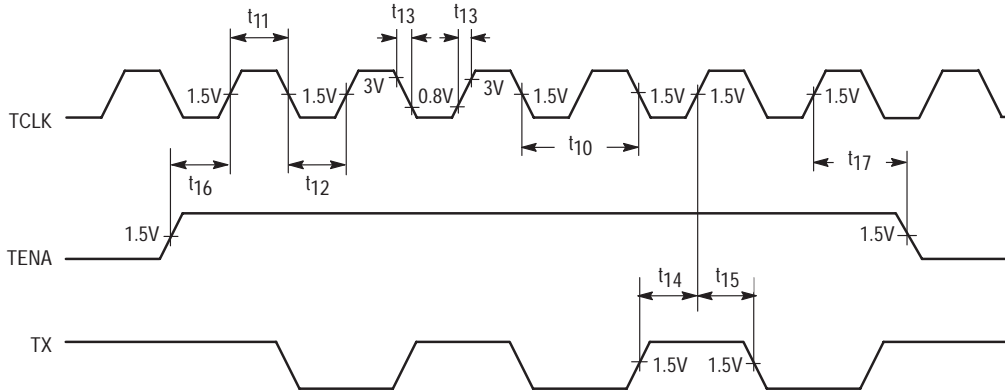 t13 t13
t11
1.5V 1.5V 3V 0.8V 3V 1.5V 1.5V 1.5V 1.5V
TCLK
t10
t16 t12 t17
1.5V 1.5V
TENA
t14 t15
TX
1.5V 1.5V